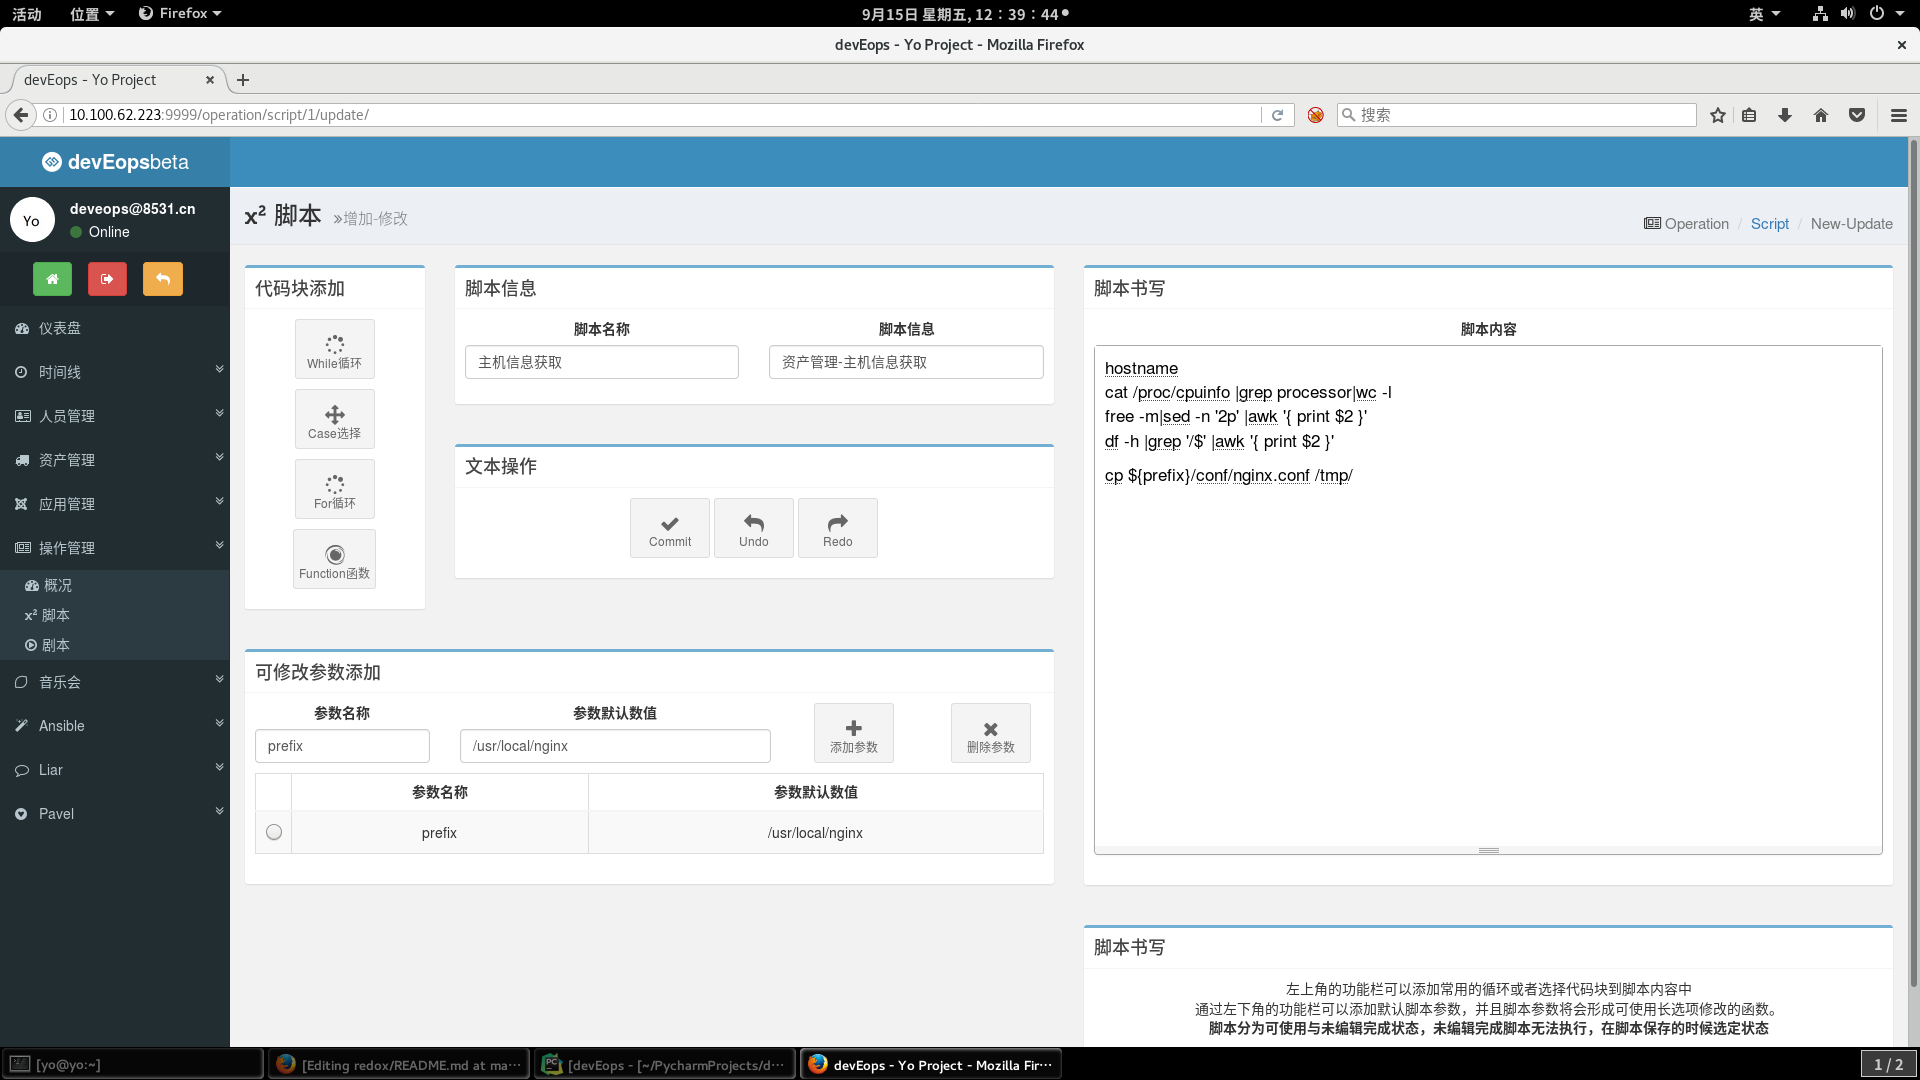 活动 位置 Firefox 9月15日 星期五, 12：39：44 英
devEops - Yo Project - Mozilla Firefox
devEops - Yo Project
10.100.62.223:9999/operation/script/1/update/ 搜索
devEopsbeta
Yo deveops@8531.cn
Online
仪表盘
时间线
人员管理
资产管理
应用管理
操作管理
概况
x² 脚本
剧本
音乐会
Ansible
Liar
Pavel
x² 脚本 »增加-修改
Operation / Script / New-Update
代码块添加
While循环
Case选择
For循环
Function函数
脚本信息
脚本名称 脚本信息
主机信息获取 资产管理-主机信息获取
文本操作
Commit Undo Redo
可修改参数添加
参数名称 参数默认数值
prefix /usr/local/nginx 添加参数 删除参数
参数名称 参数默认数值
prefix /usr/local/nginx
脚本书写
脚本内容
hostname
cat /proc/cpuinfo |grep processor|wc -l
free -m|sed -n '2p' |awk '{ print $2 }'
df -h |grep '/$' |awk '{ print $2 }'
cp ${prefix}/conf/nginx.conf /tmp/
脚本书写
左上角的功能栏可以添加常用的循环或者选择代码块到脚本内容中
通过左下角的功能栏可以添加默认脚本参数，并且脚本参数将会形成可使用长选项修改的函数。
脚本分为可使用与未编辑完成状态，未编辑完成脚本无法执行，在脚本保存的时候选定状态
[yo@yo:~] [Editing redox/README.md at ma··· [devEops - [~/PycharmProjects/d··· devEops - Yo Project - Mozilla Fir··· 1 / 2